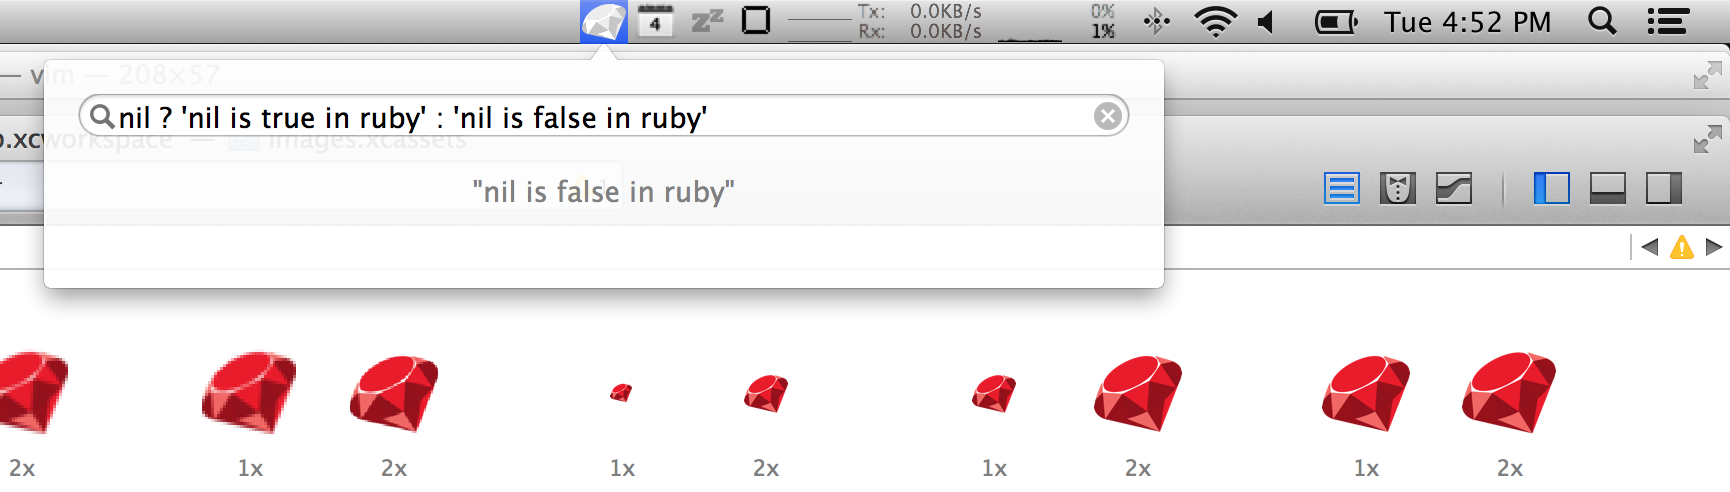 4 zZ Tx: 0.0KB/s 0% Tue 4:52 PM
Rx: 0.0KB/s 1%
— vim — 208×57
nil ? 'nil is true in ruby' : 'nil is false in ruby'
.xcworkspace — Images.xcassets
"nil is false in ruby"
2x 1x 2x 1x 2x 1x 2x 1x 2x